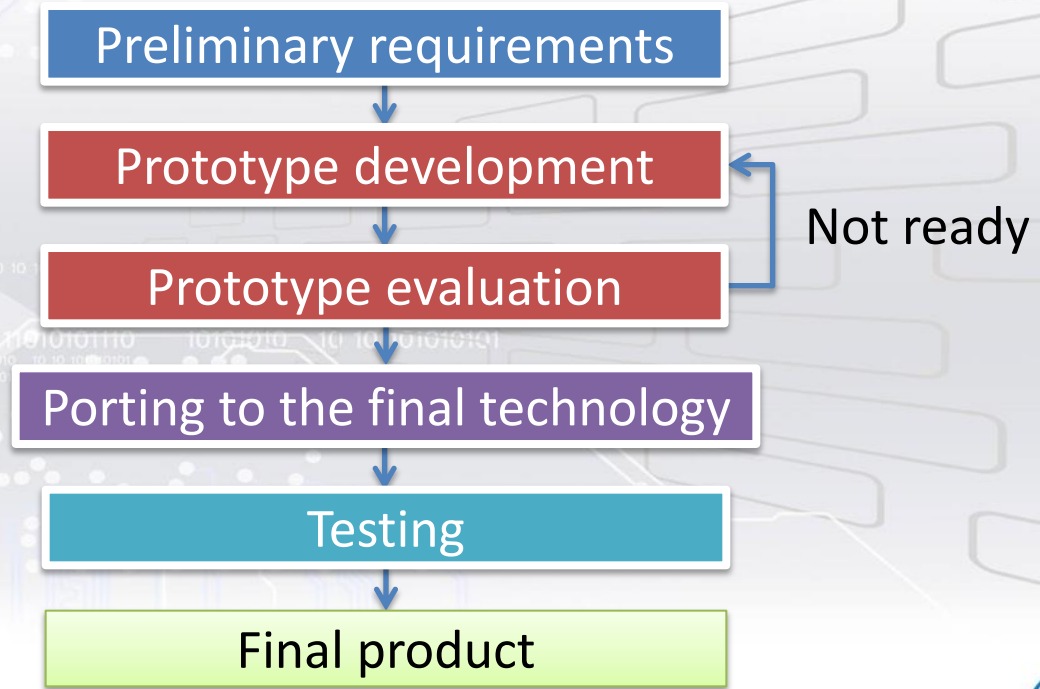 Preliminary requirements
Prototype development
Not ready
Prototype evaluation
Porting to the final technology
Testing
Final product